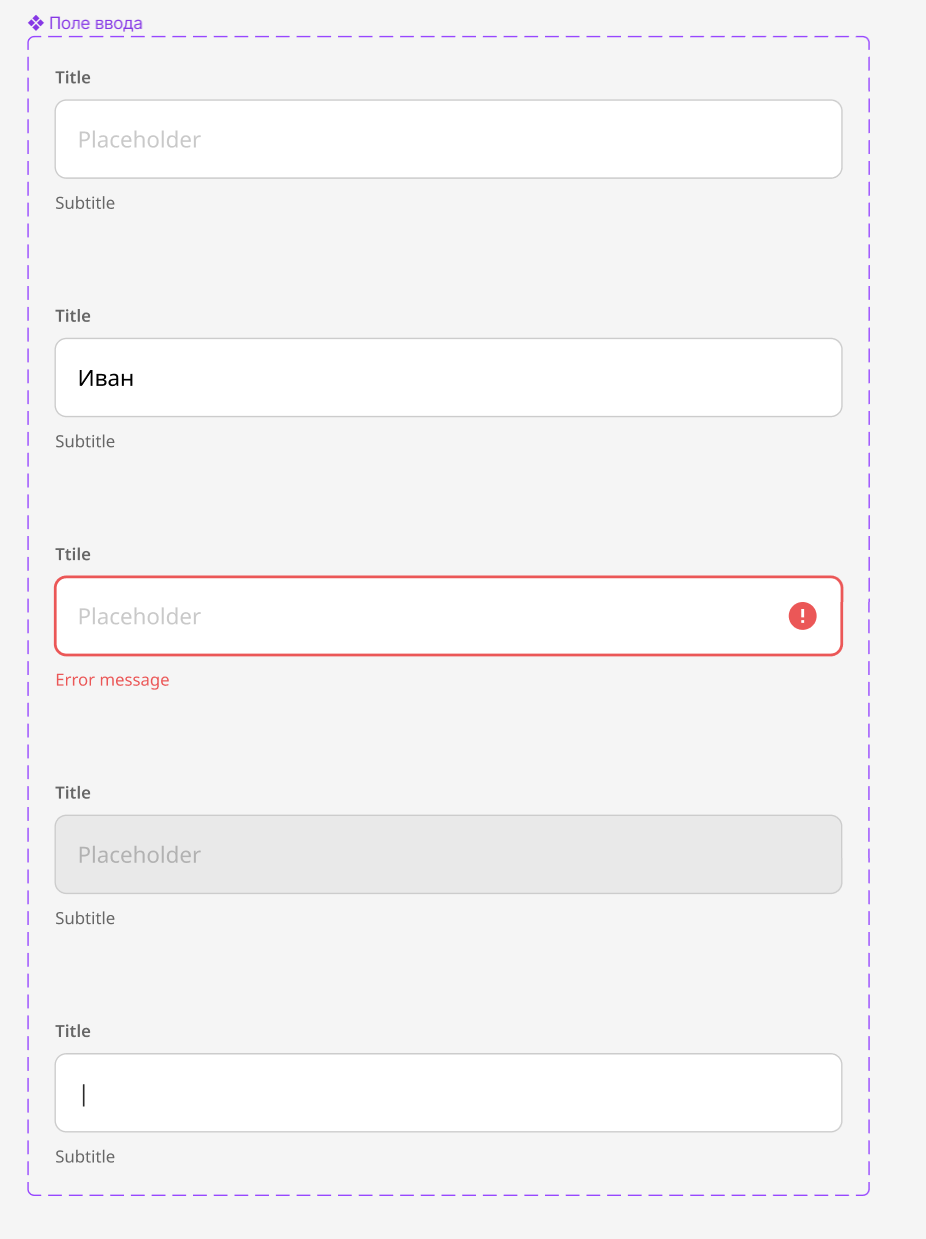 Поле ввода
Title
Placeholder
Subtitle
Title
Иван
Subtitle
Ttile
Placeholder
Error message
Title
Placeholder
Subtitle
Title
Subtitle